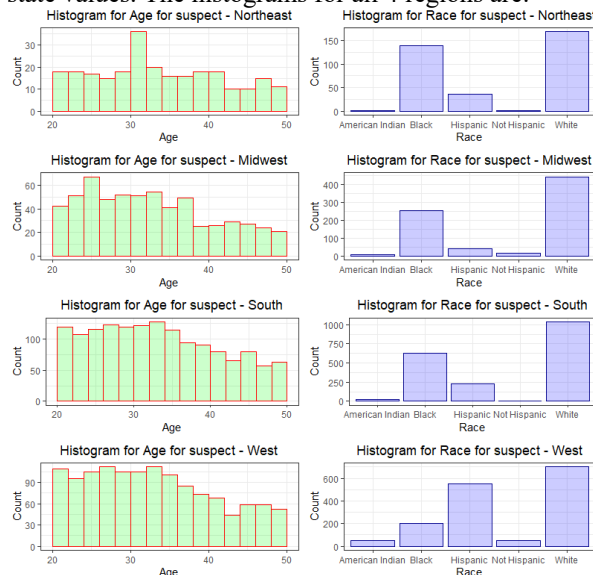 state values. The histograms for all 4 regions are:
Histogram for Age for suspect - Northeast
Count
30
20
10
0
20 30 40 50
Age
Histogram for Race for suspect - Northeast
Count
150
100
50
0
American Indian Black Hispanic Not Hispanic White
Race
Histogram for Age for suspect - Midwest
Count
60
40
20
0
20 30 40 50
Age
Histogram for Race for suspect - Midwest
Count
400
300
200
100
0
American Indian Black Hispanic Not Hispanic White
Race
Histogram for Age for suspect - South
Count
100
50
0
20 30 40 50
Age
Histogram for Race for suspect - South
Count
1000
750
500
250
0
American Indian Black Hispanic Not Hispanic White
Race
Histogram for Age for suspect - West
Count
90
60
30
0
20 30 40 50
Age
Histogram for Race for suspect - West
Count
600
400
200
0
American Indian Black Hispanic Not Hispanic White
Race